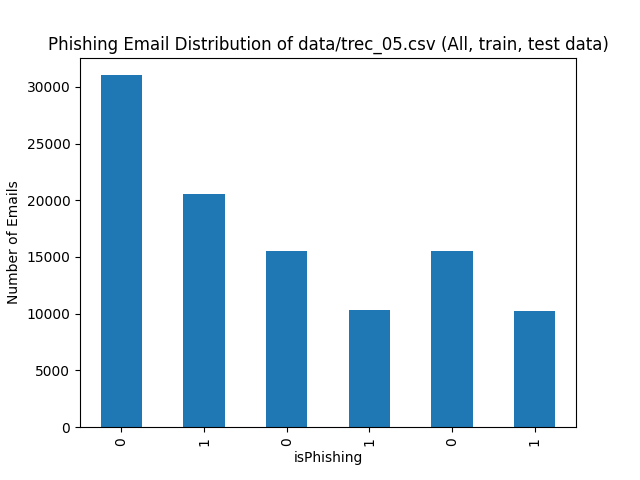 Phishing Email Distribution of data/trec_05.csv (All, train, test data)
30000
25000
20000
15000
10000
5000
0
Number of Emails
0 1 0 1 0 1
isPhishing